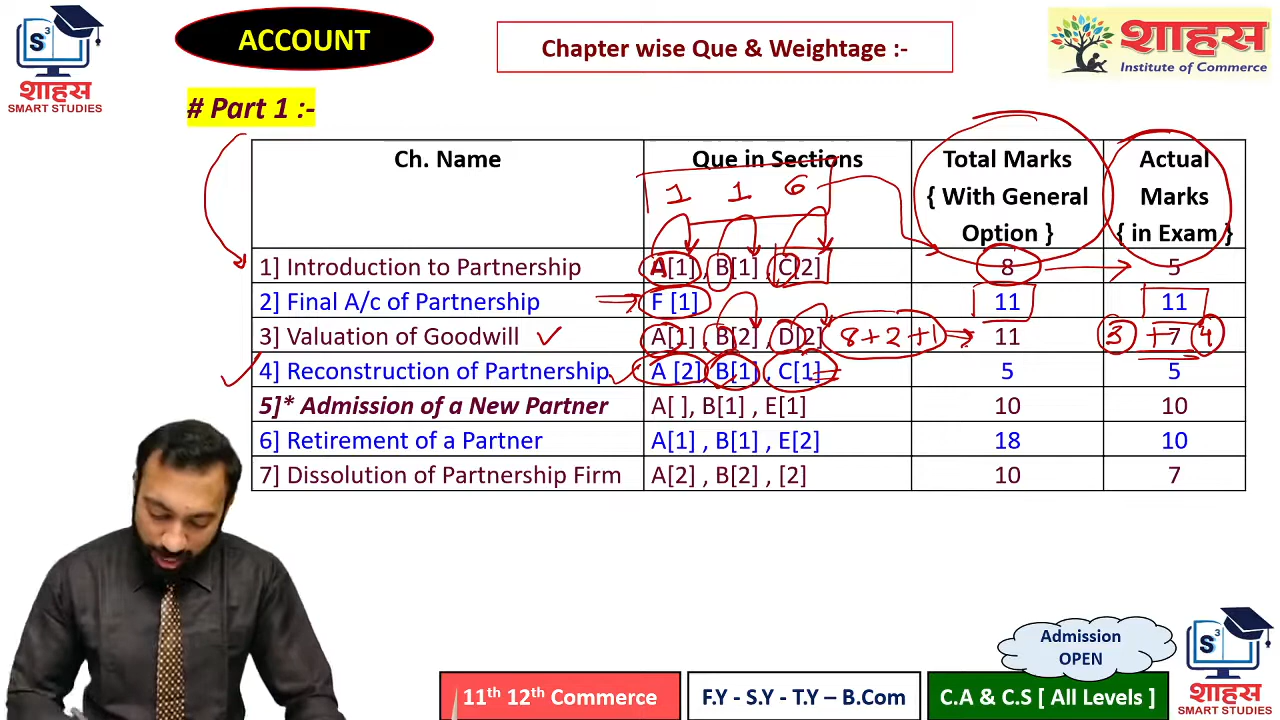 S³
शाहस
SMART STUDIES
ACCOUNT
Chapter wise Que & Weightage :-
शाहस
Institute of Commerce
# Part 1 :-
Ch. Name Que in Sections Total Marks { With General Option } Actual Marks { in Exam }
1 1 6
1] Introduction to Partnership A[1] , B[1] , C[2] 8 5
2] Final A/c of Partnership F [1] 11 11
3] Valuation of Goodwill A[1] , B[2] , D[2] 8+2+1 11 3 + 7 4
4] Reconstruction of Partnership A [2] , B[1] , C[1] 5 5
5]* Admission of a New Partner A[ ], B[1] , E[1] 10 10
6] Retirement of a Partner A[1] , B[1] , E[2] 18 10
7] Dissolution of Partnership Firm A[2] , B[2] , [2] 10 7
Admission
OPEN
11th 12th Commerce
F.Y - S.Y - T.Y – B.Com
C.A & C.S [ All Levels ]
S³
शाहस
SMART STUDIES